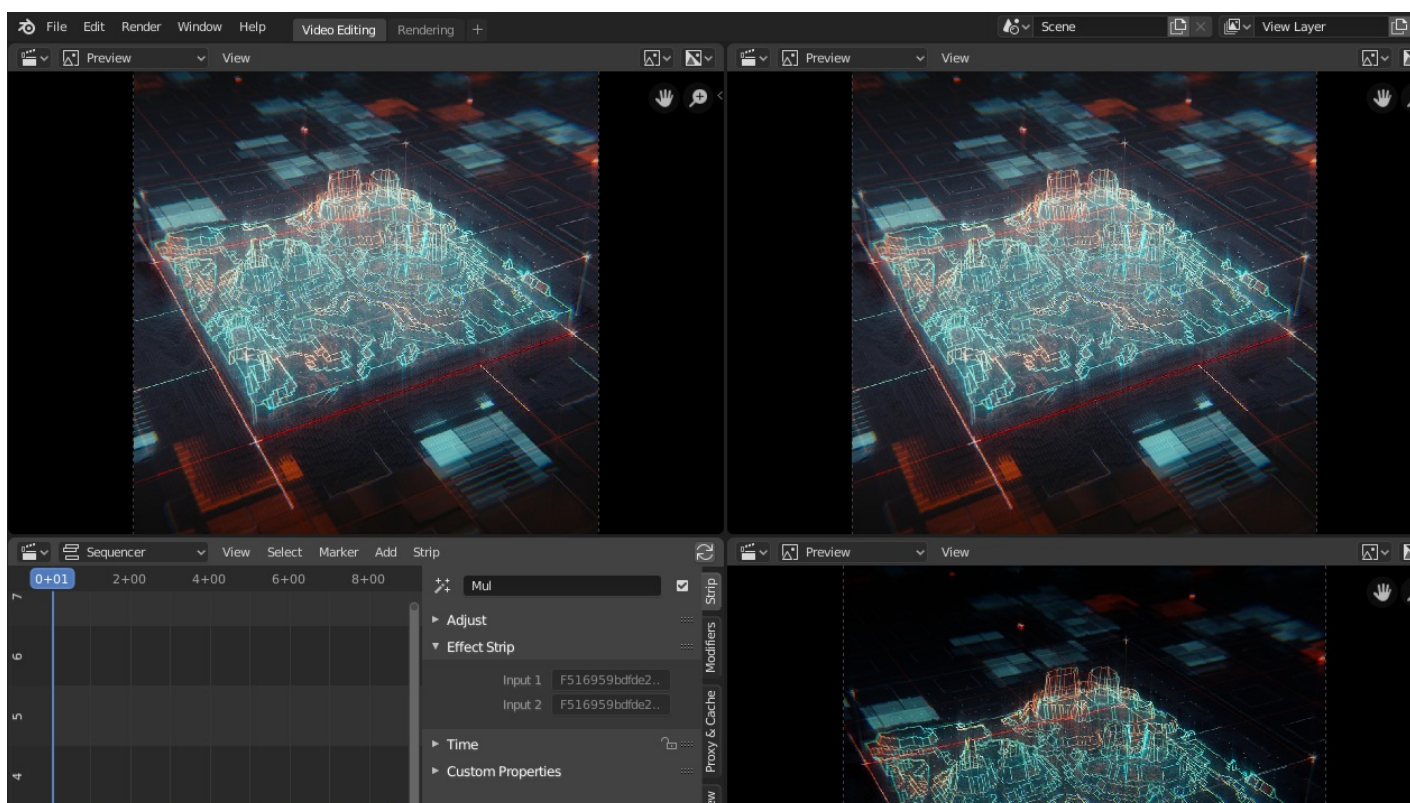 File Edit Render Window Help Video Editing Rendering + Scene View Layer
Preview View
Preview View
Sequencer View Select Marker Add Strip
Preview View
0+01 2+00 4+00 6+00 8+00
7
6
5
4
Mul
Adjust
Effect Strip
Input 1 F516959bdfde2..
Input 2 F516959bdfde2..
Time
Custom Properties
Strip
Modifiers
Proxy & Cache